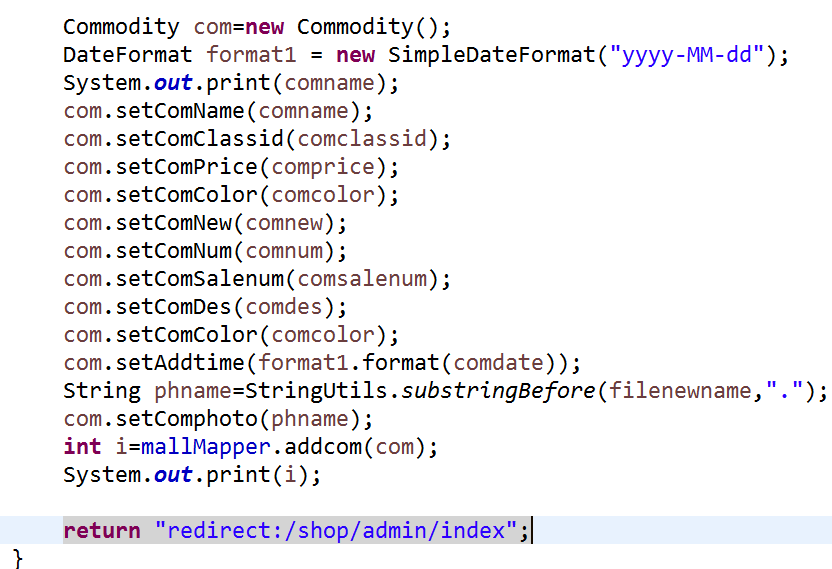 Commodity com=new Commodity();
DateFormat format1 = new SimpleDateFormat("yyyy-MM-dd");
System.out.print(comname);
com.setComName(comname);
com.setComClassid(comclassid);
com.setComPrice(comprice);
com.setComColor(comcolor);
com.setComNew(comnew);
com.setComNum(comnum);
com.setComSalenum(comsalenum);
com.setComDes(comdes);
com.setComColor(comcolor);
com.setAddtime(format1.format(comdate));
String phname=StringUtils.substringBefore(filenewname,".");
com.setComphoto(phname);
int i=mallMapper.addcom(com);
System.out.print(i);
return "redirect:/shop/admin/index";
}